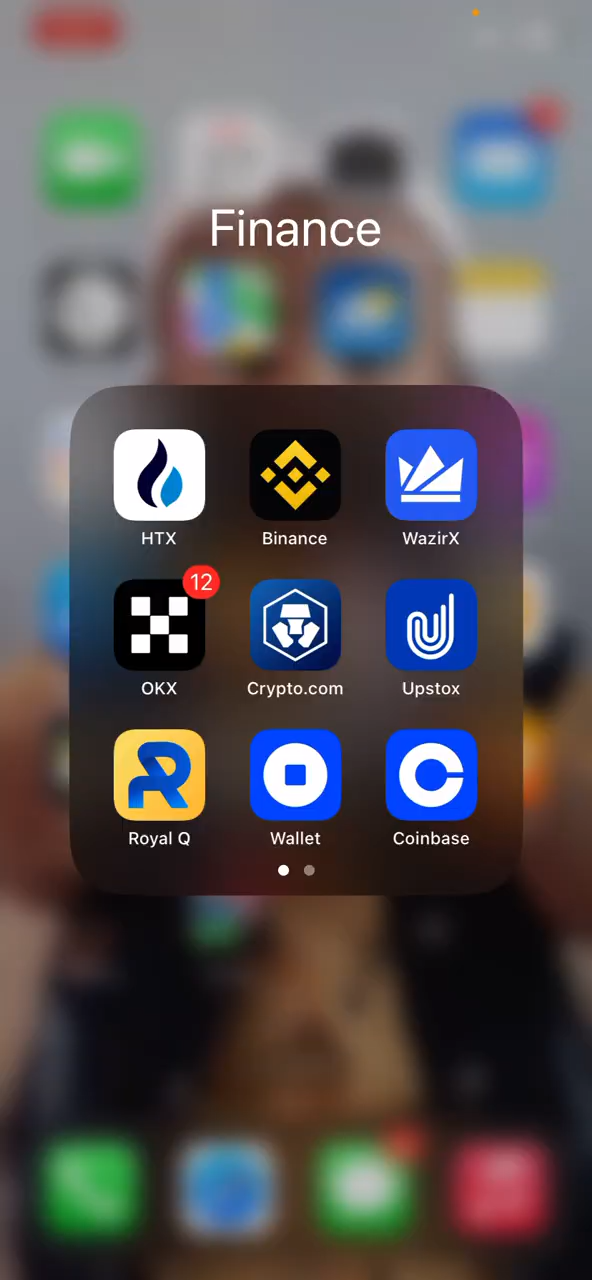 Finance
HTX
Binance
WazirX
12
OKX
Crypto.com
Upstox
Royal Q
Wallet
Coinbase